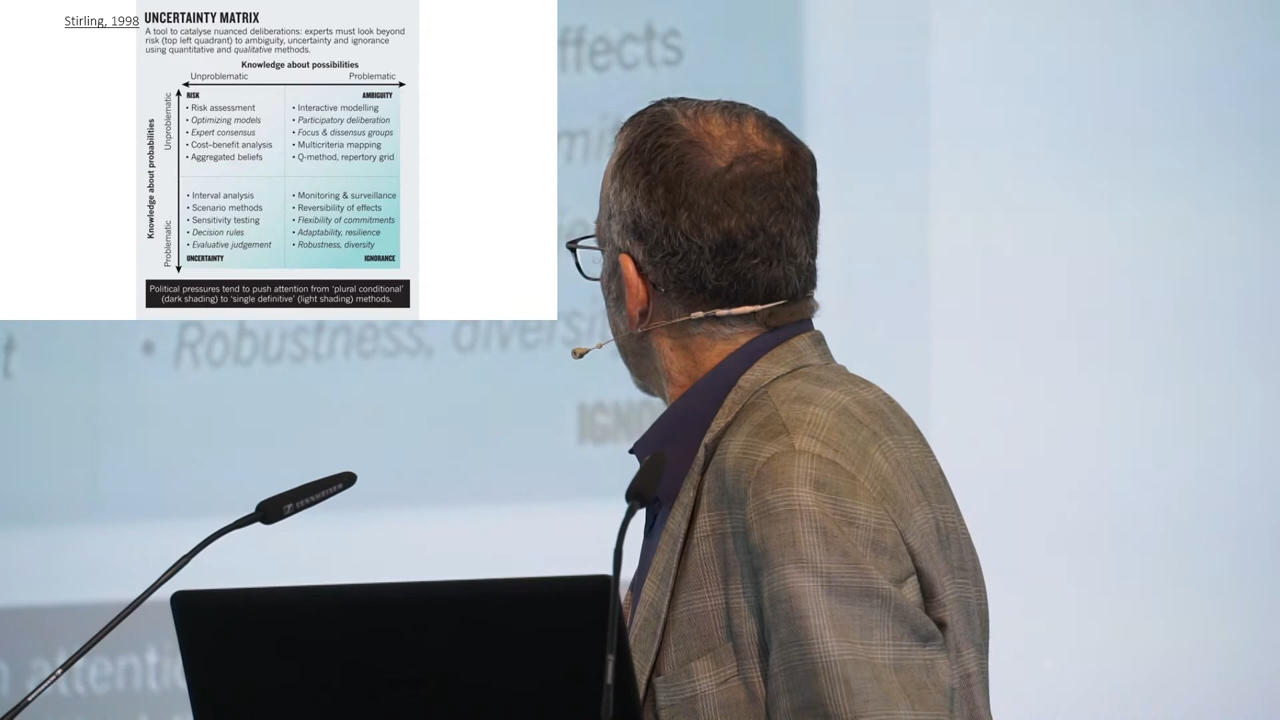 Stirling, 1998
UNCERTAINTY MATRIX
A tool to catalyse nuanced deliberations: experts must look beyond
risk (top left quadrant) to ambiguity, uncertainty and ignorance
using quantitative and qualitative methods.
Knowledge about possibilities
Unproblematic
Problematic
Knowledge about probabilities
Unproblematic
Problematic
RISK
• Risk assessment
• Optimizing models
• Expert consensus
• Cost–benefit analysis
• Aggregated beliefs
AMBIGUITY
• Interactive modelling
• Participatory deliberation
• Focus & dissensus groups
• Multicriteria mapping
• Q-method, repertory grid
• Interval analysis
• Scenario methods
• Sensitivity testing
• Decision rules
• Evaluative judgement
UNCERTAINTY
• Monitoring & surveillance
• Reversibility of effects
• Flexibility of commitments
• Adaptability, resilience
• Robustness, diversity
IGNORANCE
Political pressures tend to push attention from ‘plural conditional’
(dark shading) to ‘single definitive’ (light shading) methods.
ffects
mit
t • Robustness, diversi
IGNO
n attenti
SENNHEISER